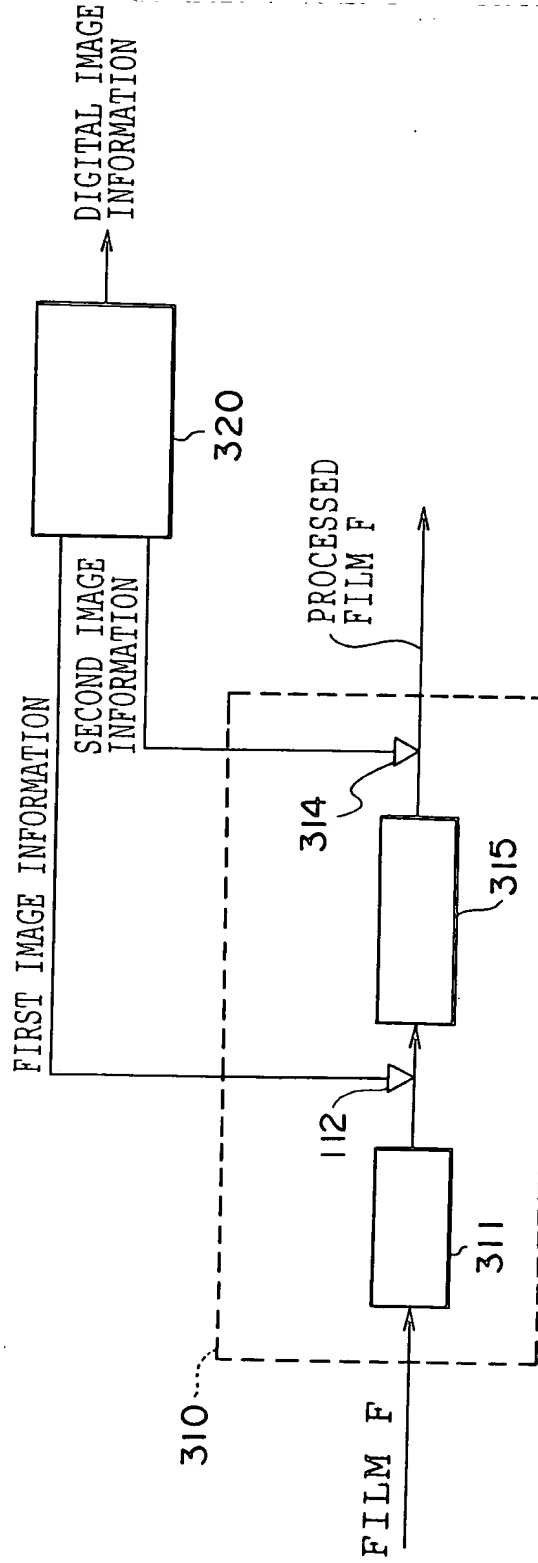 FIRST IMAGE INFORMATION
SECOND IMAGE
INFORMATION
DIGITAL IMAGE
INFORMATION
320
310
314
PROCESSED
FILM F
112
315
311
FILM F